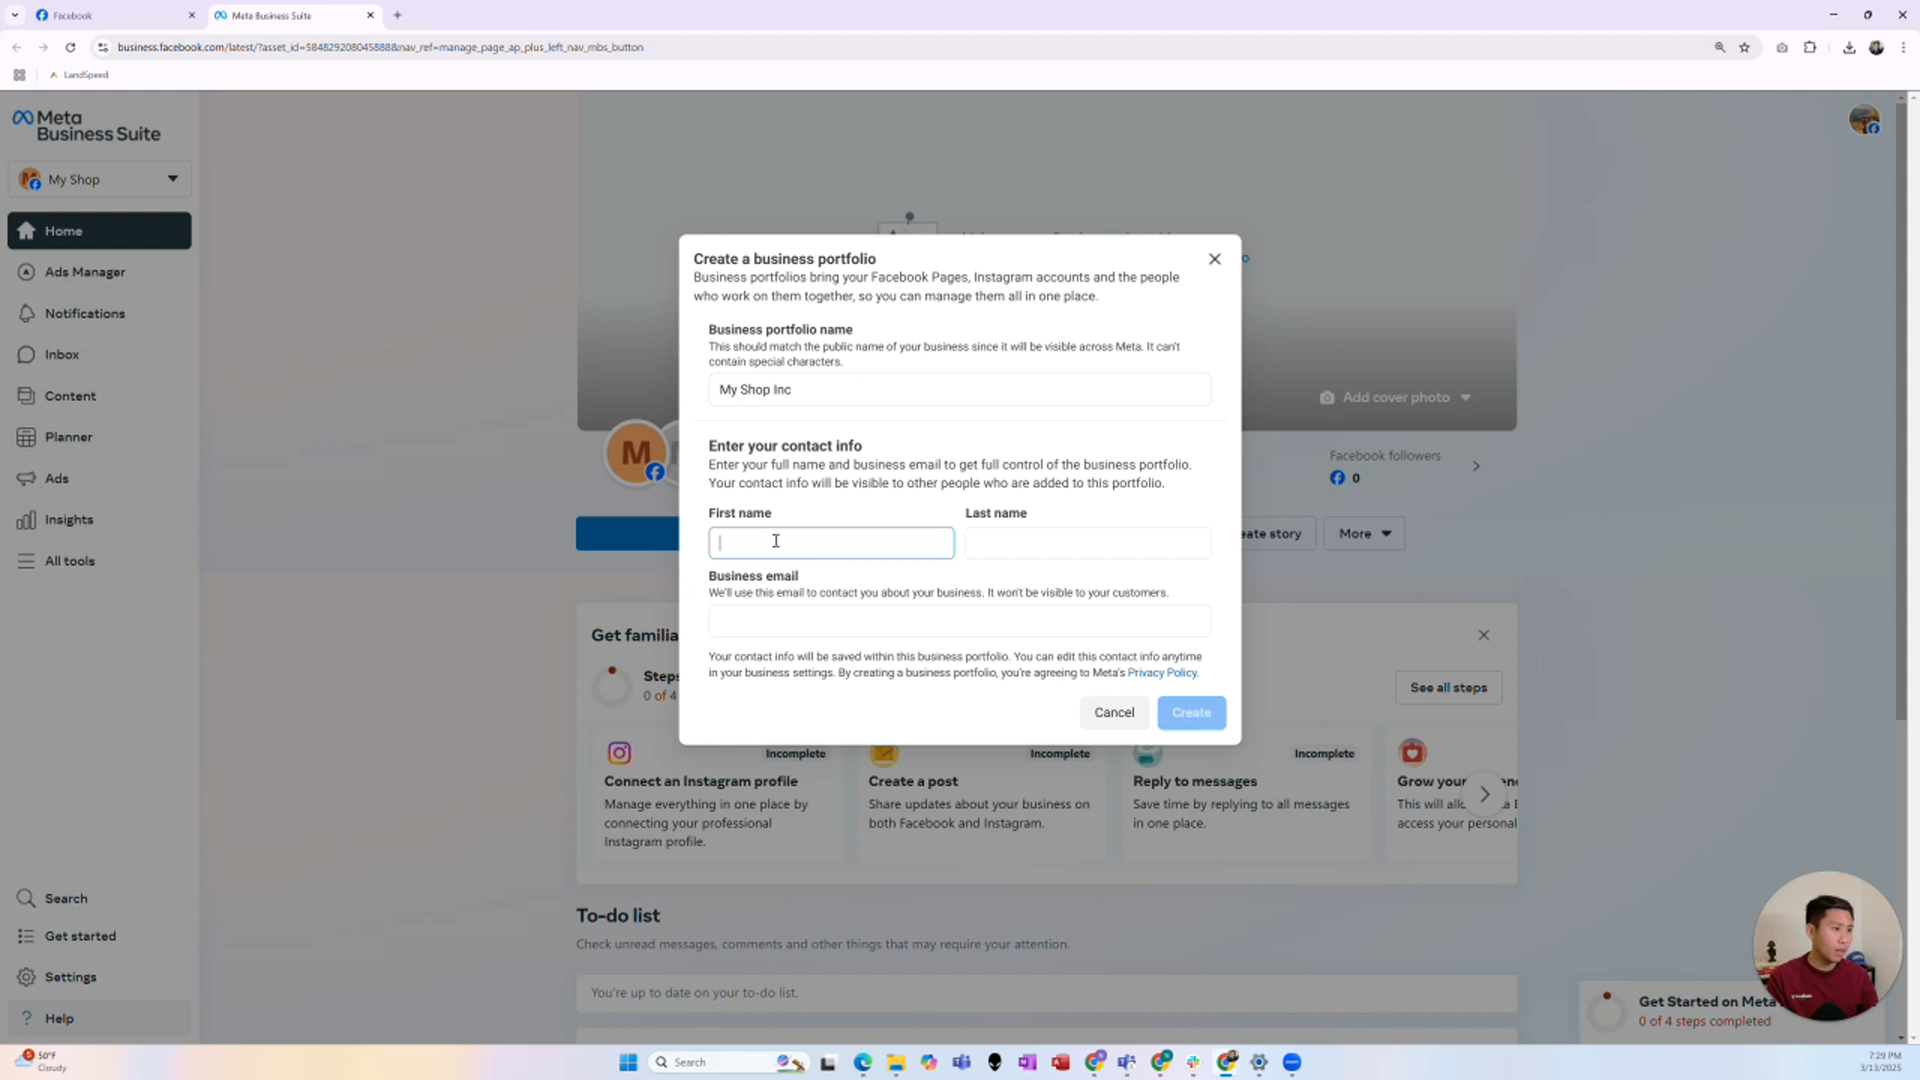 Facebook
Meta Business Suite
business.facebook.com/latest/?asset_id=584829208045888&nav_ref=manage_page_ap_plus_left_nav_mbs_button
LandSpeed
Meta
Business Suite
My Shop
Home
Ads Manager
Notifications
Inbox
Content
Planner
Ads
Insights
All tools
Search
Get started
Settings
Help
Create a business portfolio
Business portfolios bring your Facebook Pages, Instagram accounts and the people
who work on them together, so you can manage them all in one place.
Business portfolio name
This should match the public name of your business since it will be visible across Meta. It can't
contain special characters.
My Shop Inc
Enter your contact info
Enter your full name and business email to get full control of the business portfolio.
Your contact info will be visible to other people who are added to this portfolio.
First name
Last name
Business email
We'll use this email to contact you about your business. It won't be visible to your customers.
Your contact info will be saved within this business portfolio. You can edit this contact info anytime
in your business settings. By creating a business portfolio, you're agreeing to Meta's Privacy Policy.
Cancel
Create
Add cover photo
M
Facebook followers
0
eate story
More
Get familia
Steps
0 of 4
See all steps
Incomplete
Connect an Instagram profile
Manage everything in one place by
connecting your professional
Instagram profile.
Incomplete
Create a post
Share updates about your business on
both Facebook and Instagram.
Incomplete
Reply to messages
Save time by replying to all messages
in one place.
Grow your
This will al
access your personal
To-do list
Check unread messages, comments and other things that may require your attention.
You're up to date on your to-do list.
Get Started on Meta
0 of 4 steps completed
50°F
Cloudy
Search
7:29 PM
3/13/2025